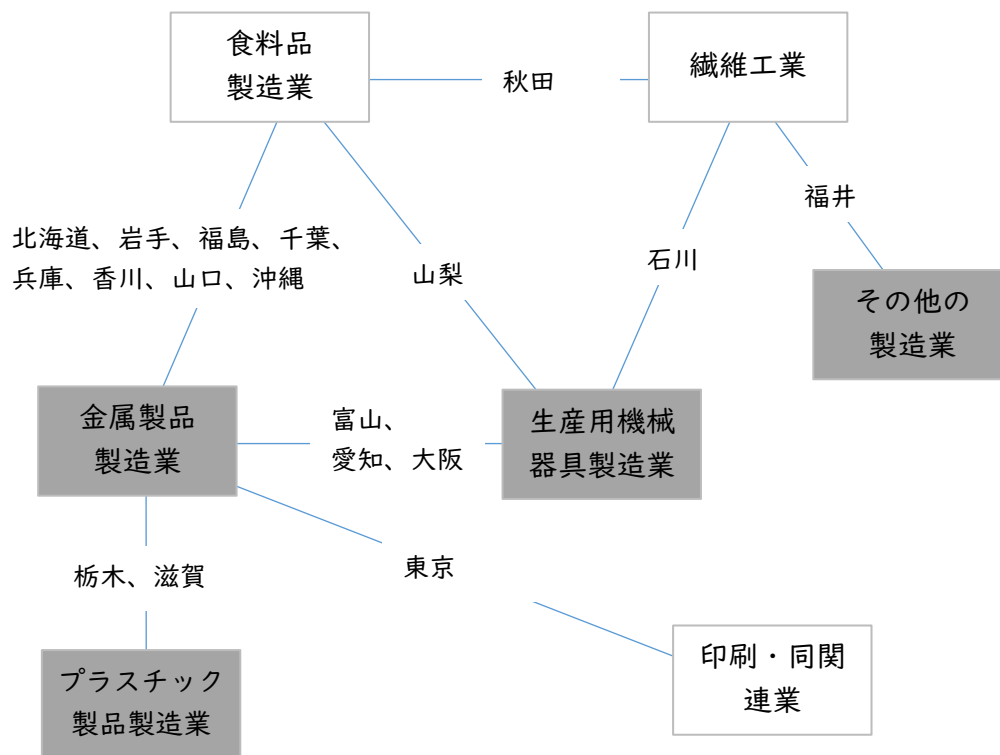 食料品
製造業
秋田
繊維工業
福井
北海道、岩手、福島、千葉、
兵庫、香川、山口、沖縄
山梨
石川
その他の
製造業
金属製品
製造業
富山、
愛知、大阪
生産用機械
器具製造業
栃木、滋賀
東京
プラスチック
製品製造業
印刷・同関
連業